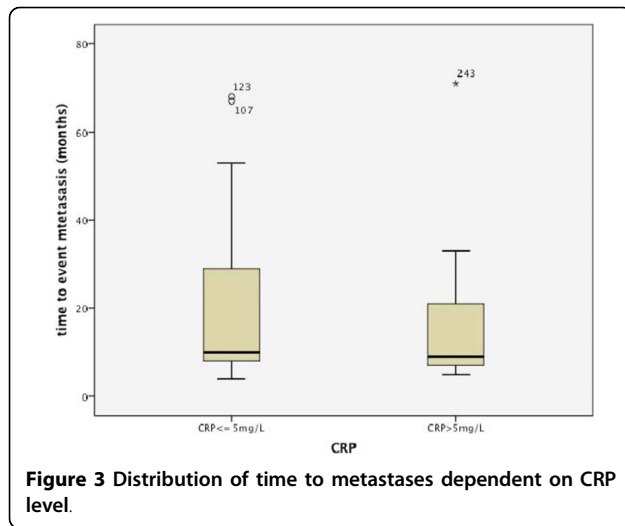 80
60
40
20
0
time to event mtetasasis (months)
123
107
243
CRP<= 5mg/L
CRP>5mg/L
CRP
Figure 3 Distribution of time to metastases dependent on CRP
level.